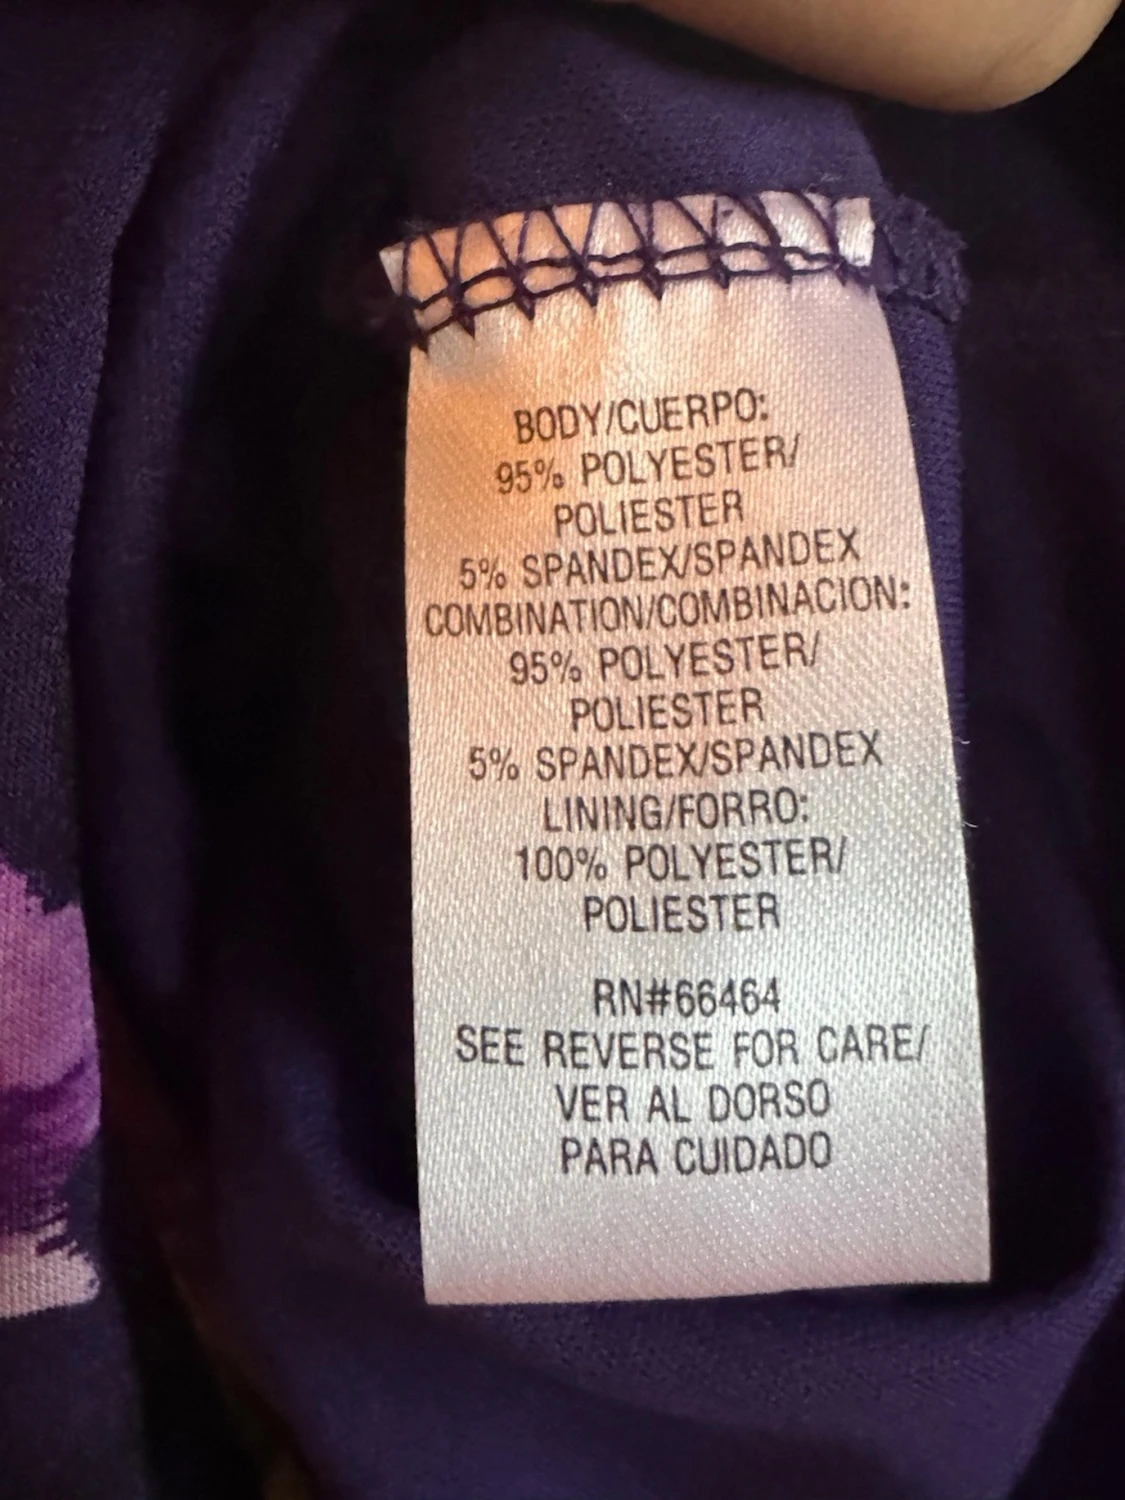 BODY/CUERPO:
95% POLYESTER/
POLIESTER
5% SPANDEX/SPANDEX
COMBINATION/COMBINACION:
95% POLYESTER/
POLIESTER
5% SPANDEX/SPANDEX
LINING/FORRO:
100% POLYESTER/
POLIESTER
RN#66464
SEE REVERSE FOR CARE/
VER AL DORSO
PARA CUIDADO